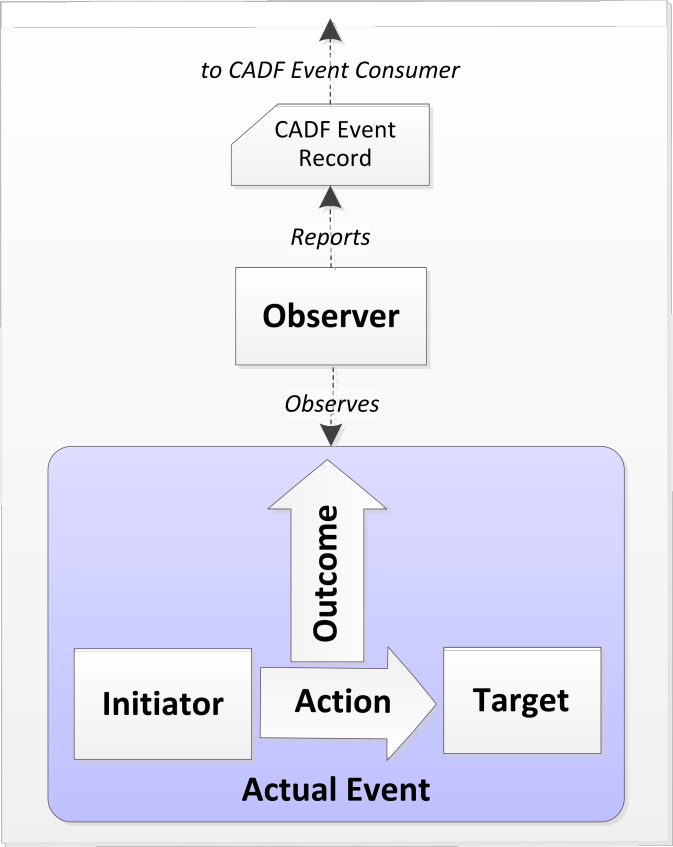 to CADF Event Consumer
CADF Event
Record
Reports
Observer
Observes
Outcome
Initiator
Action
Target
Actual Event